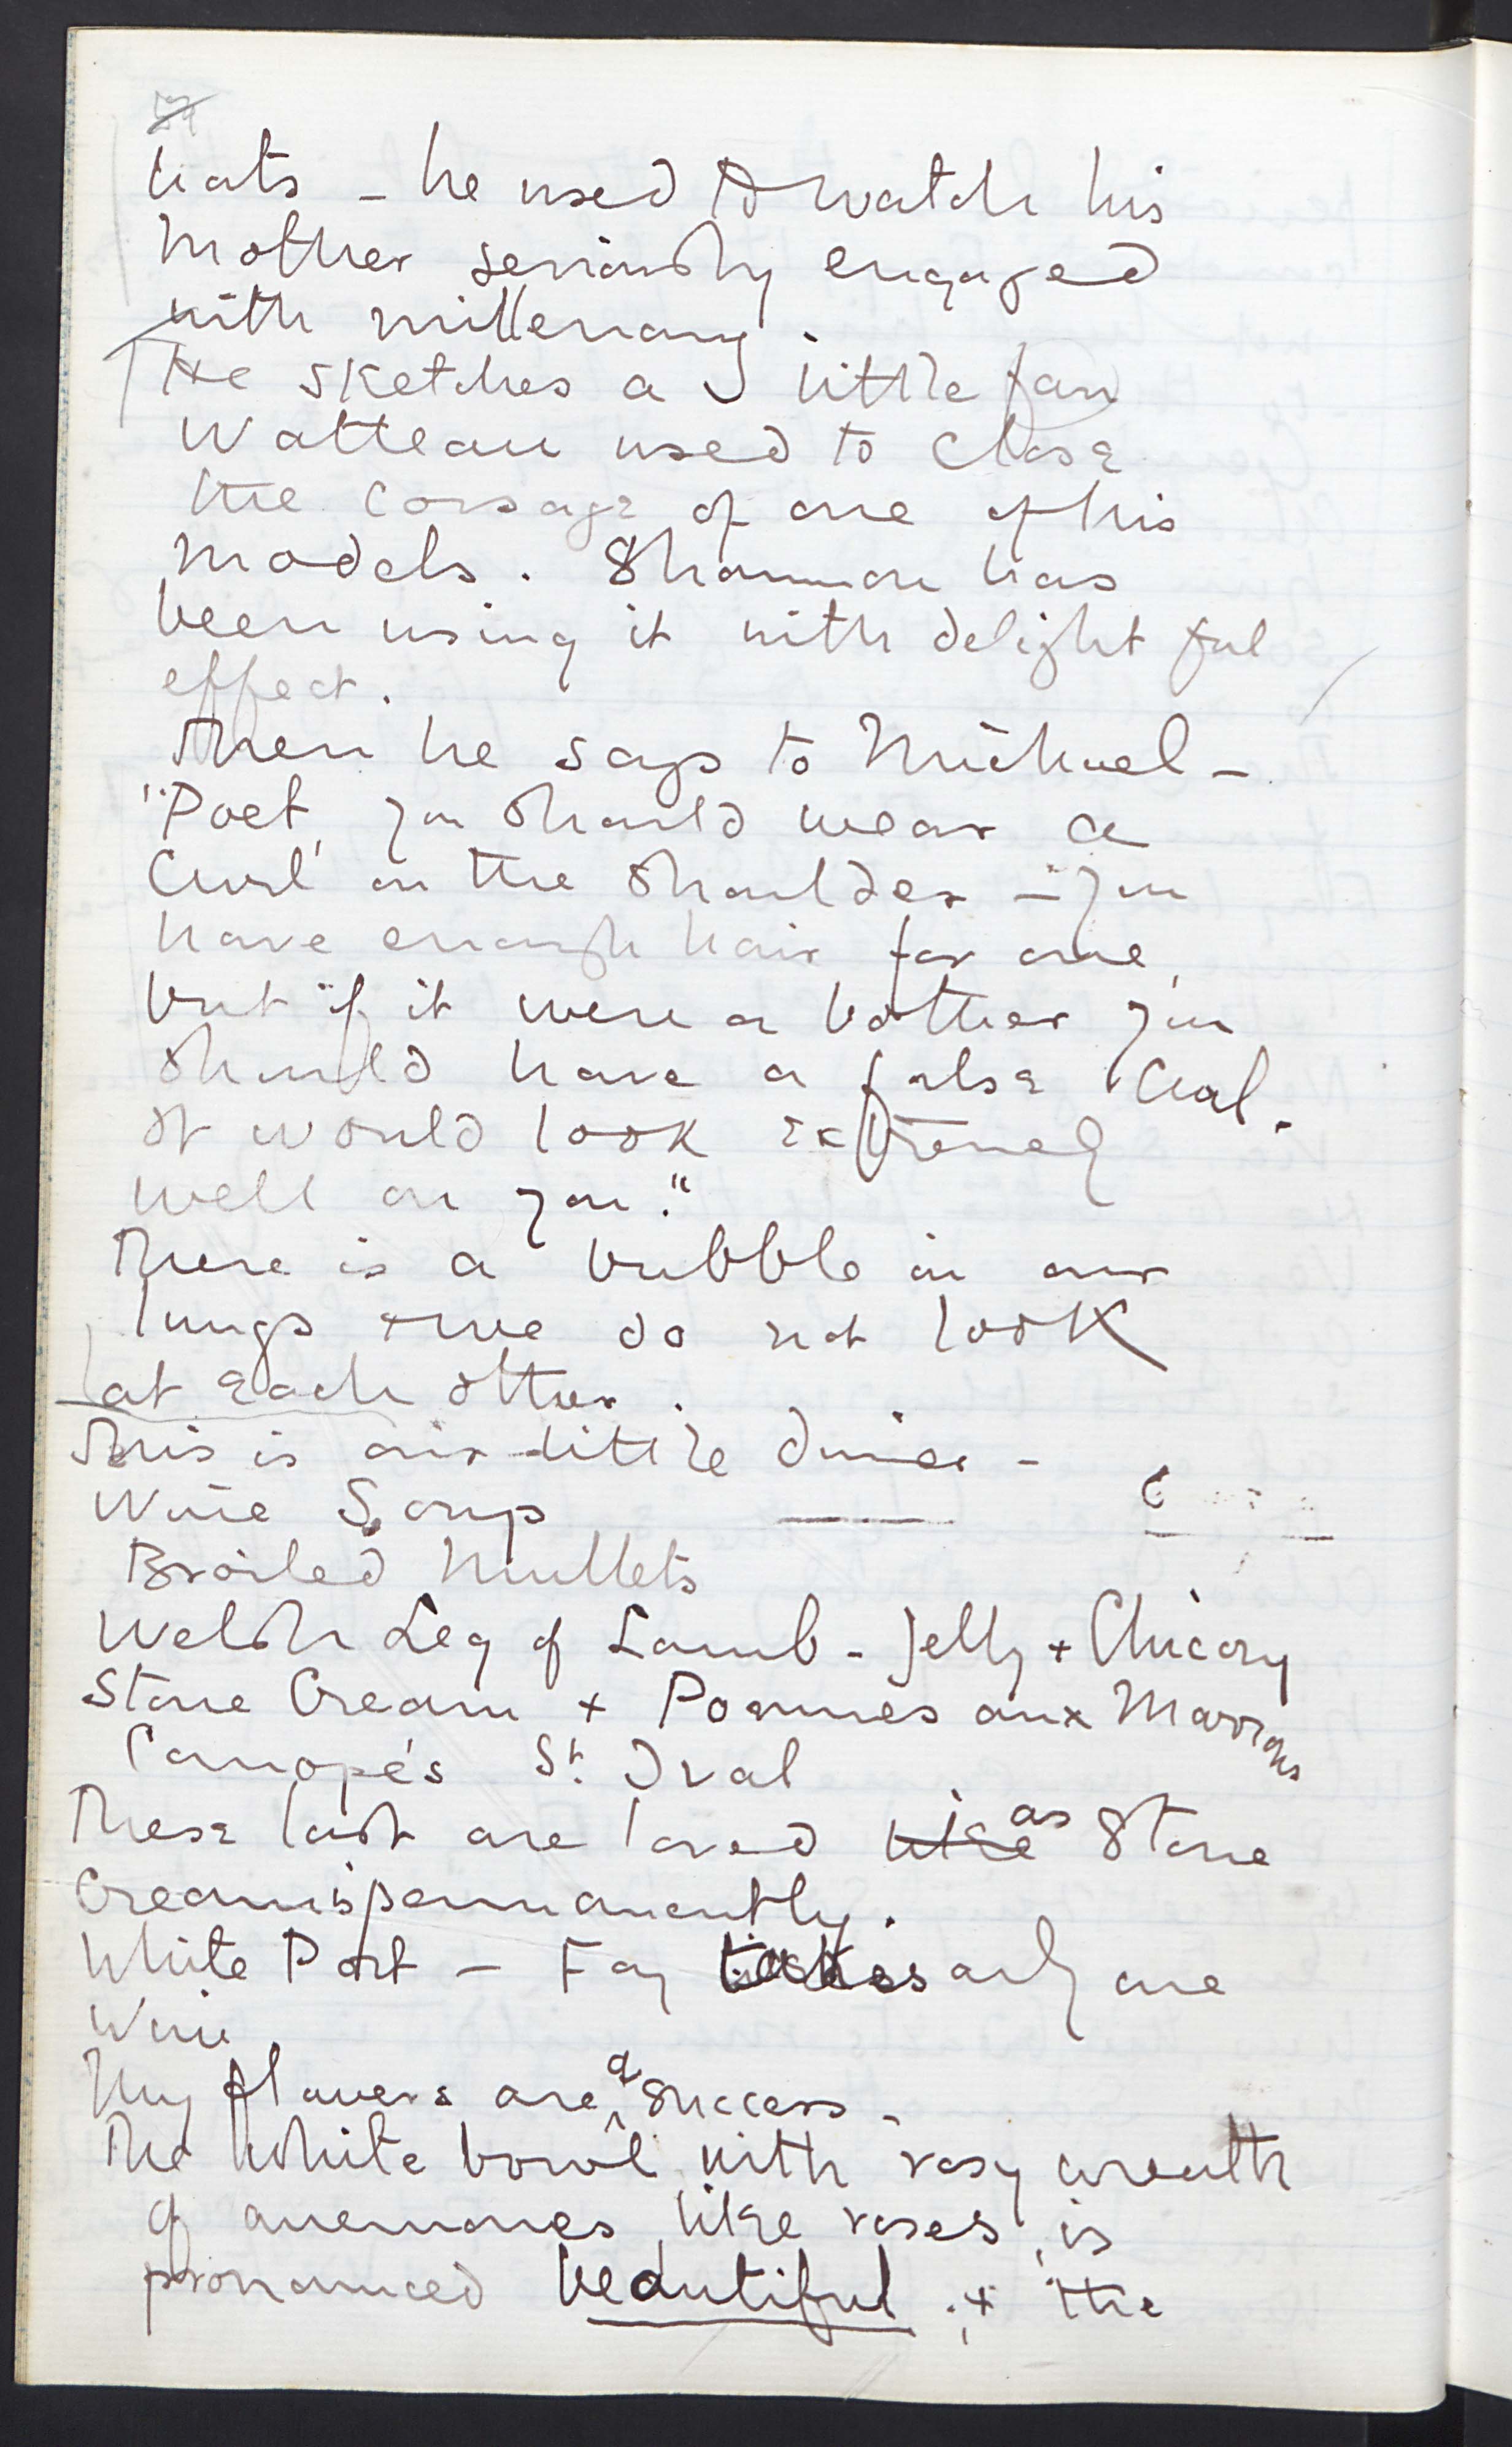 hats – he used to watch his
mother seriously engaged
with millenary.
He sketches a little fan
Watteau used to close
the corsage of one of his
models. Shannon has
been using it with delightful
effect.
Then he says to Michael –
"Poet, you should wear a
Curl on the shoulder – you
have enough hair for one,
but if it were a bother you
should have a false Curl.
It would look extremely
well on you."
There is a bubble in our
lungs & we do not look
at each other.
This is our little dinner –
Wine Soup
Broiled Mullets
Welsh Leg of Lamb – Jelly + Chicory
Stone Cream + Pommes aux Marrons
Canopés St. Ival
These last are loved like as Stone
Cream is permanently.
White Port – Fay takes only one
Wine
My flowers are a success.
The white bowl with rosy wreath
of anemones, like roses, is
pronounced beautiful; + the